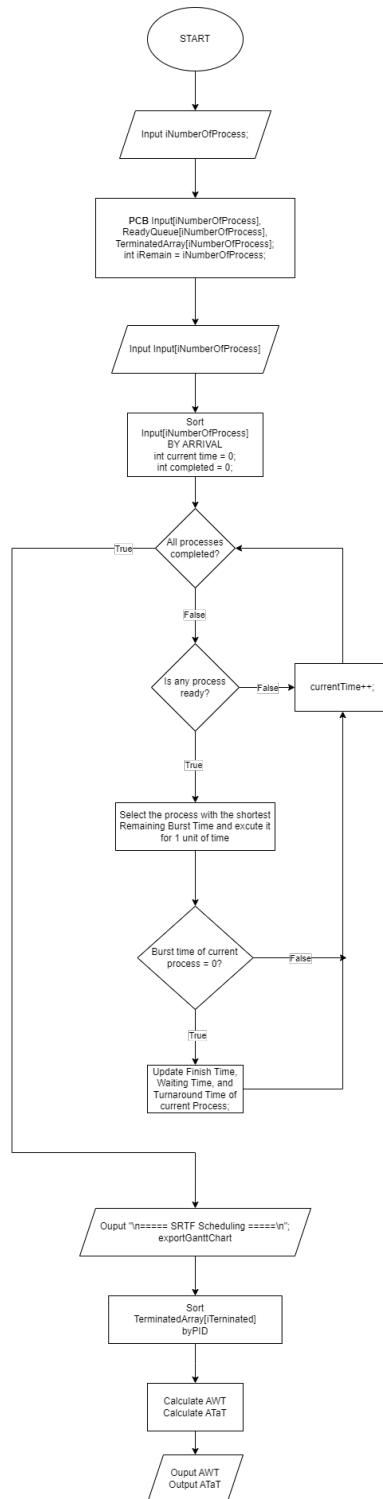 START
Input iNumberOfProcess;
PCB Input[iNumberOfProcess],
ReadyQueue[iNumberOfProcess],
TerminatedArray[iNumberOfProcess];
int iRemain = iNumberOfProcess;
Input Input[iNumberOfProcess]
Sort
Input[iNumberOfProcess]
BY ARRIVAL
int current time = 0;
int completed = 0;
All processes
completed?
True
False
Is any process
ready?
False
currentTime++;
True
Select the process with the shortest
Remaining Burst Time and excute it
for 1 unit of time
Burst time of current
process = 0?
False
True
Update Finish Time,
Waiting Time, and
Turnaround Time of
current Process;
Ouput "\n===== SRTF Scheduling =====\n";
exportGanttChart
Sort
TerminatedArray[iTerninated]
byPID
Calculate AWT
Calculate ATaT
Ouput AWT
Output ATaT